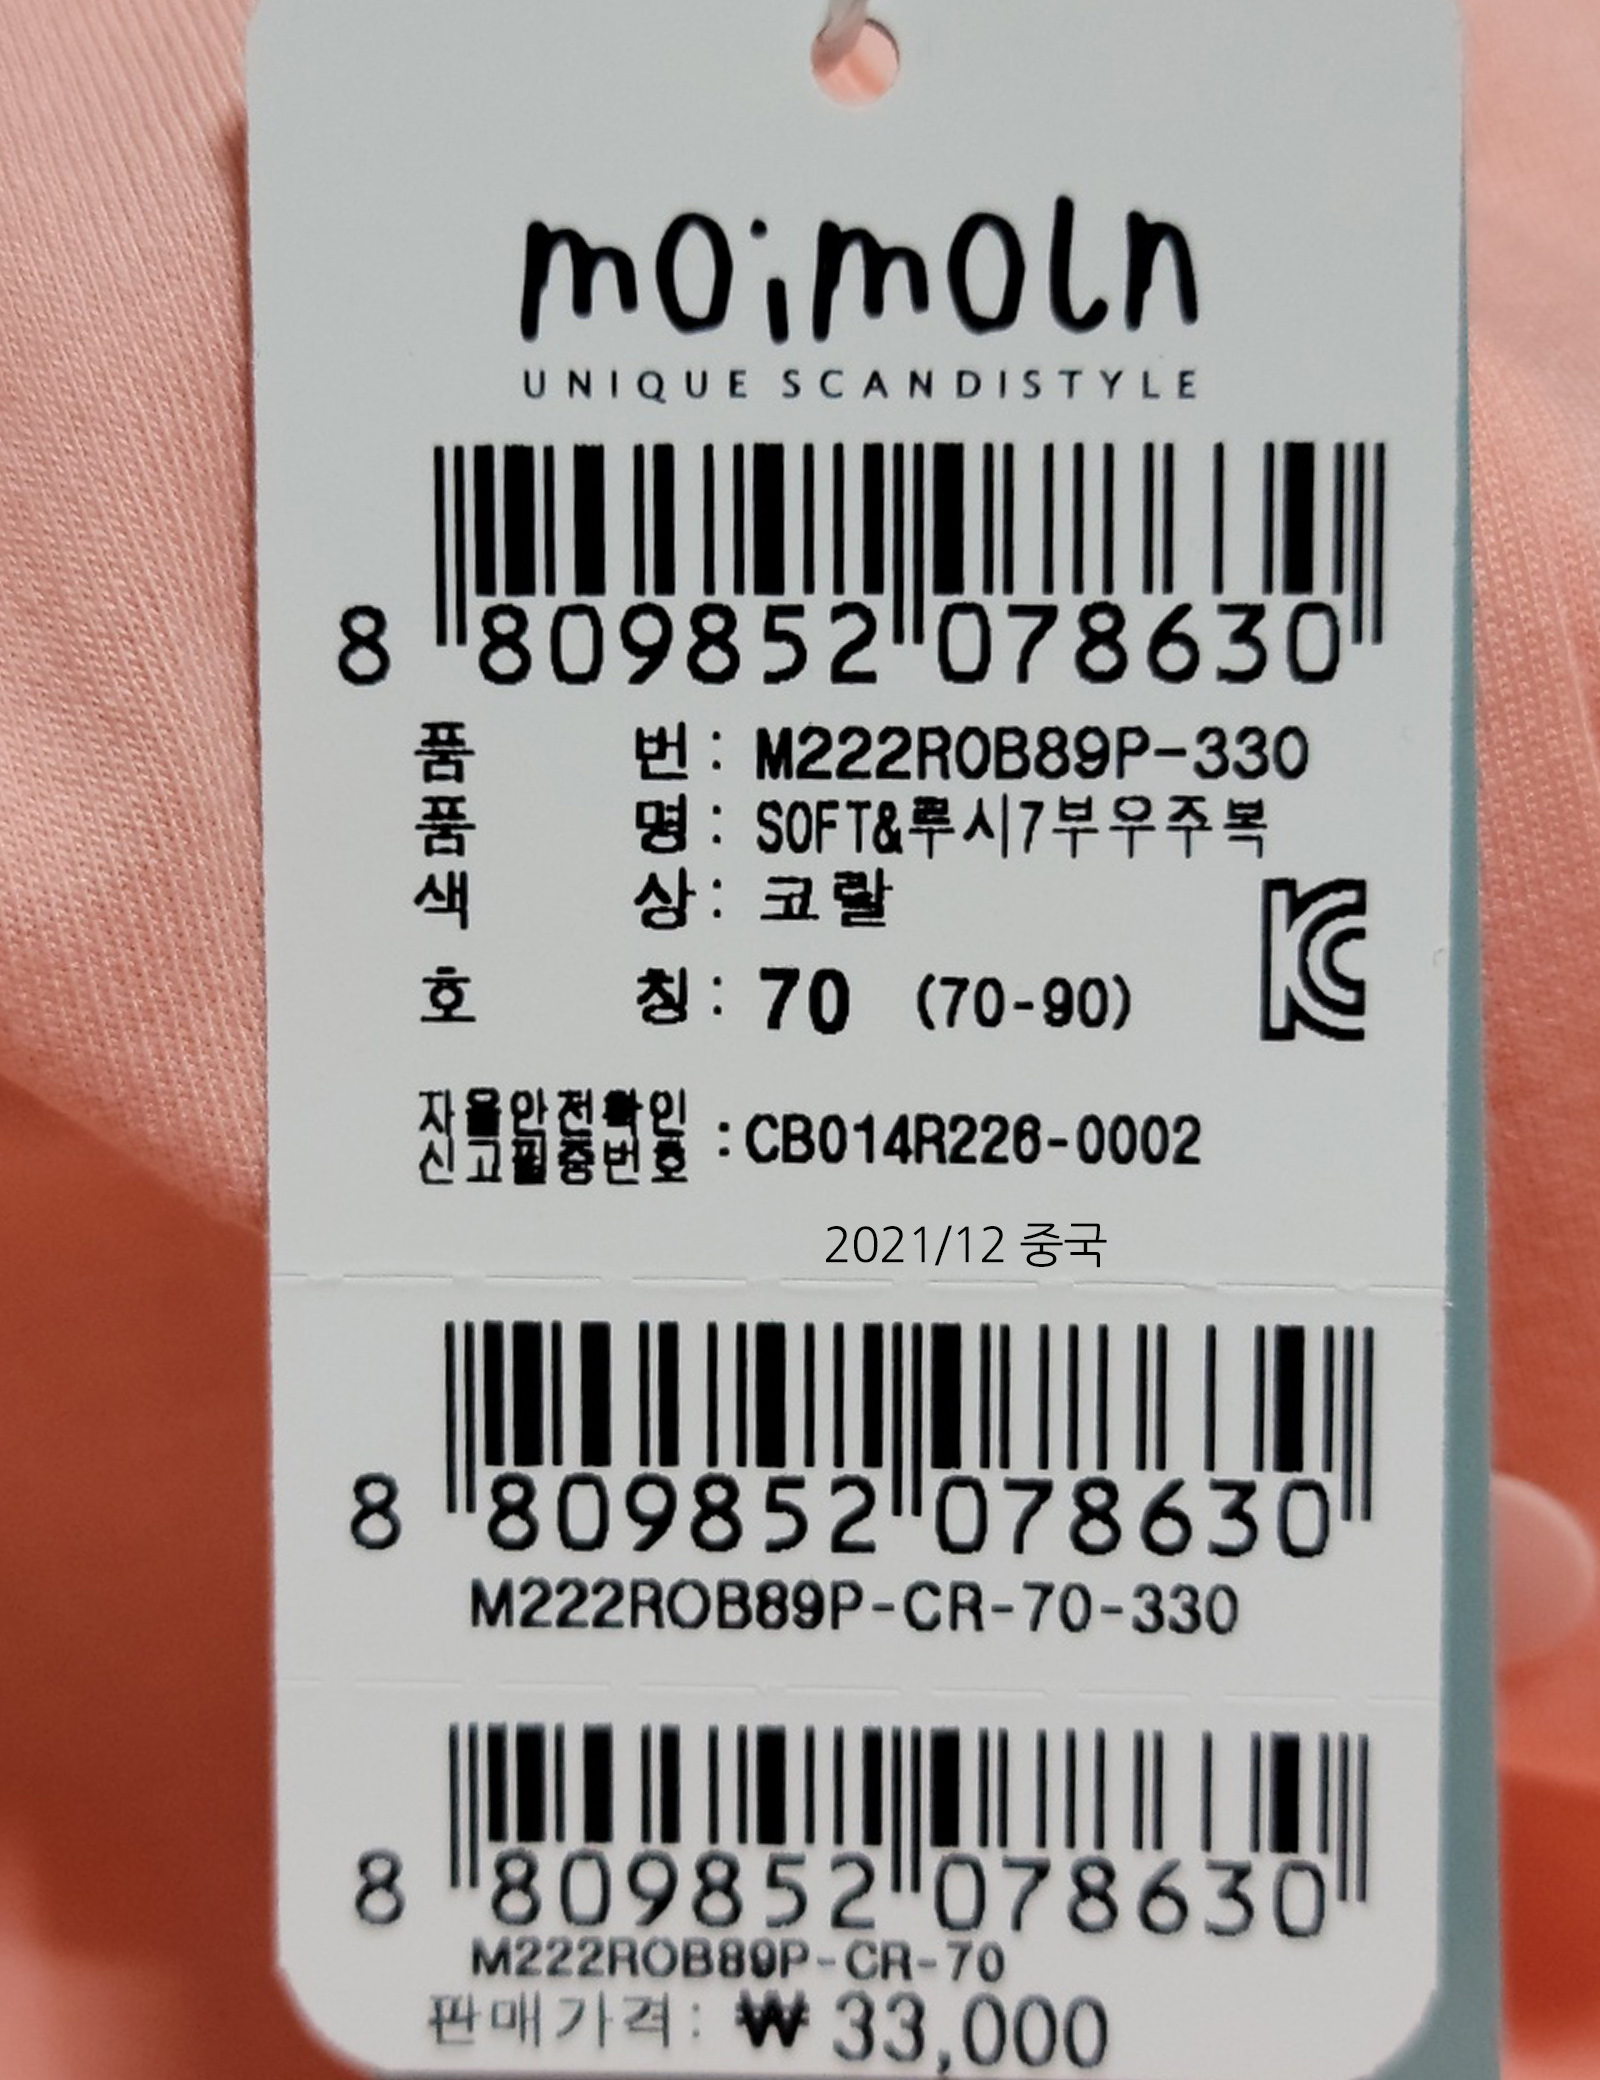 moimoln
UNIQUE SCANDISTYLE
8 809852 078630
품 번 : M222ROB89P-330
품 명 : SOFT&루시7부우주복
색 상 : 코랄
호 칭 : 70 (70-90)
KC
자율안전확인
신고필증번호 : CB014R226-0002
2021/12 중국
8 809852 078630
M222ROB89P-CR-70-330
8 809852 078630
M222ROB89P-CR-70
판매가격: ₩ 33,000